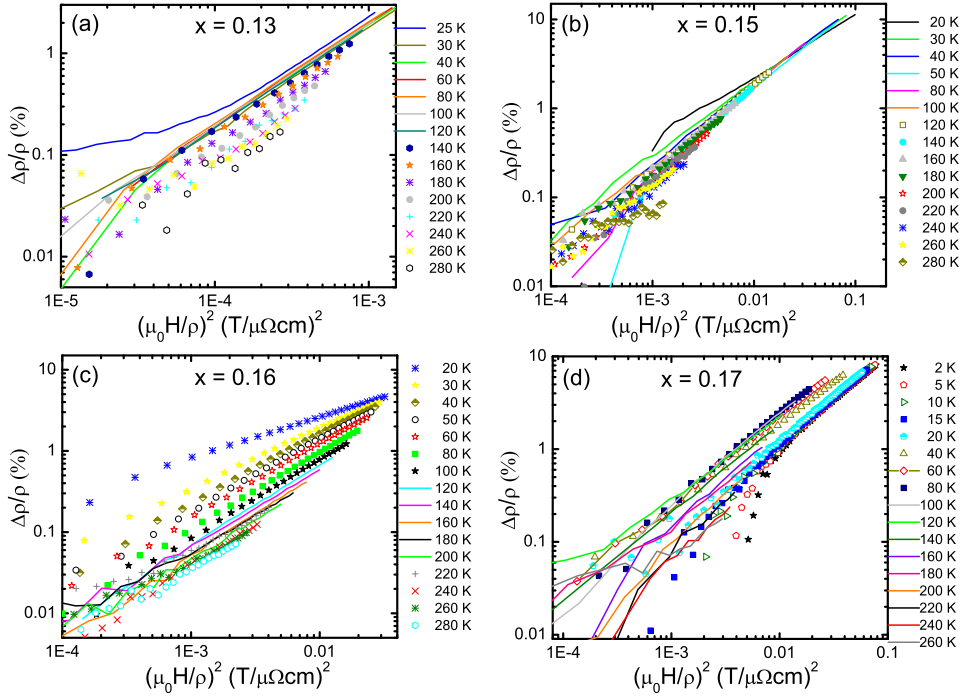 (a)
x = 0.13
Δρ/ρ (%)
1
0.1
0.01
1E-5
1E-4
1E-3
(μ₀H/ρ)² (T/μΩcm)²
25 K
30 K
40 K
60 K
80 K
100 K
120 K
140 K
160 K
180 K
200 K
220 K
240 K
260 K
280 K
(b)
x = 0.15
Δρ/ρ (%)
10
1
0.1
0.01
1E-3
0.01
0.1
(μ₀H/ρ)² (T/μΩcm)²
20 K
30 K
40 K
50 K
80 K
100 K
120 K
140 K
160 K
180 K
200 K
220 K
240 K
260 K
280 K
(c)
x = 0.16
Δρ/ρ (%)
1
0.1
0.01
1E-4
1E-3
0.01
(μ₀H/ρ)² (T/μΩcm)²
20 K
30 K
40 K
50 K
60 K
80 K
100 K
120 K
140 K
160 K
180 K
200 K
220 K
240 K
260 K
280 K
(d)
x = 0.17
Δρ/ρ (%)
10
1
0.1
0.01
1E-4
1E-3
0.01
0.1
(μ₀H/ρ)² (T/μΩcm)²
2 K
5 K
10 K
15 K
20 K
40 K
60 K
80 K
100 K
120 K
140 K
160 K
180 K
200 K
220 K
240 K
260 K